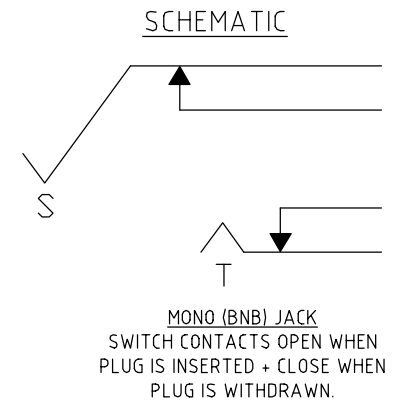 SCHEMATIC
S
T
MONO (BNB) JACK
SWITCH CONTACTS OPEN WHEN
PLUG IS INSERTED + CLOSE WHEN
PLUG IS WITHDRAWN.